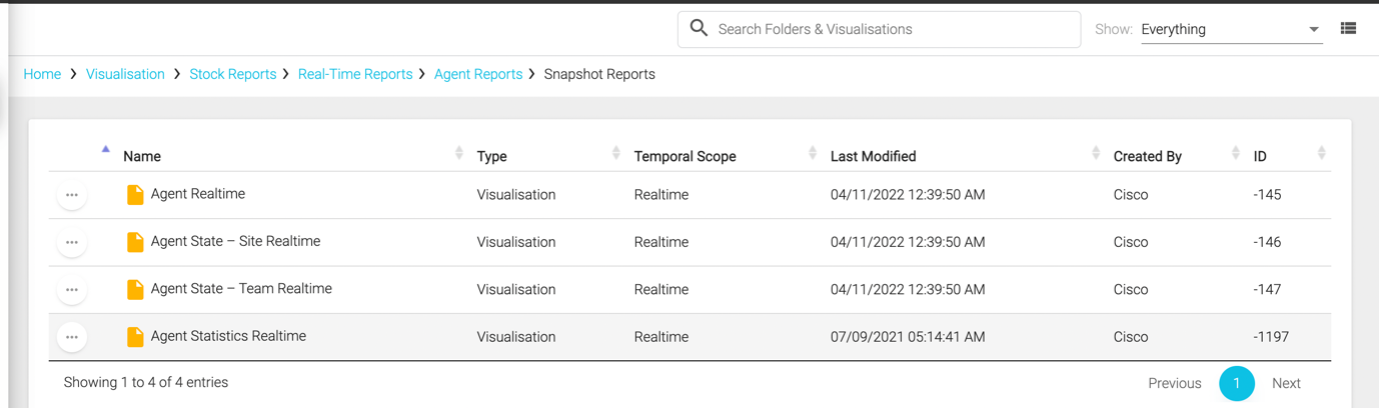 Search Folders & Visualisations Show: Everything
Home > Visualisation > Stock Reports > Real-Time Reports > Agent Reports > Snapshot Reports
Name Type Temporal Scope Last Modified Created By ID
Agent Realtime Visualisation Realtime 04/11/2022 12:39:50 AM Cisco -145
Agent State – Site Realtime Visualisation Realtime 04/11/2022 12:39:50 AM Cisco -146
Agent State – Team Realtime Visualisation Realtime 04/11/2022 12:39:50 AM Cisco -147
Agent Statistics Realtime Visualisation Realtime 07/09/2021 05:14:41 AM Cisco -1197
Showing 1 to 4 of 4 entries Previous 1 Next